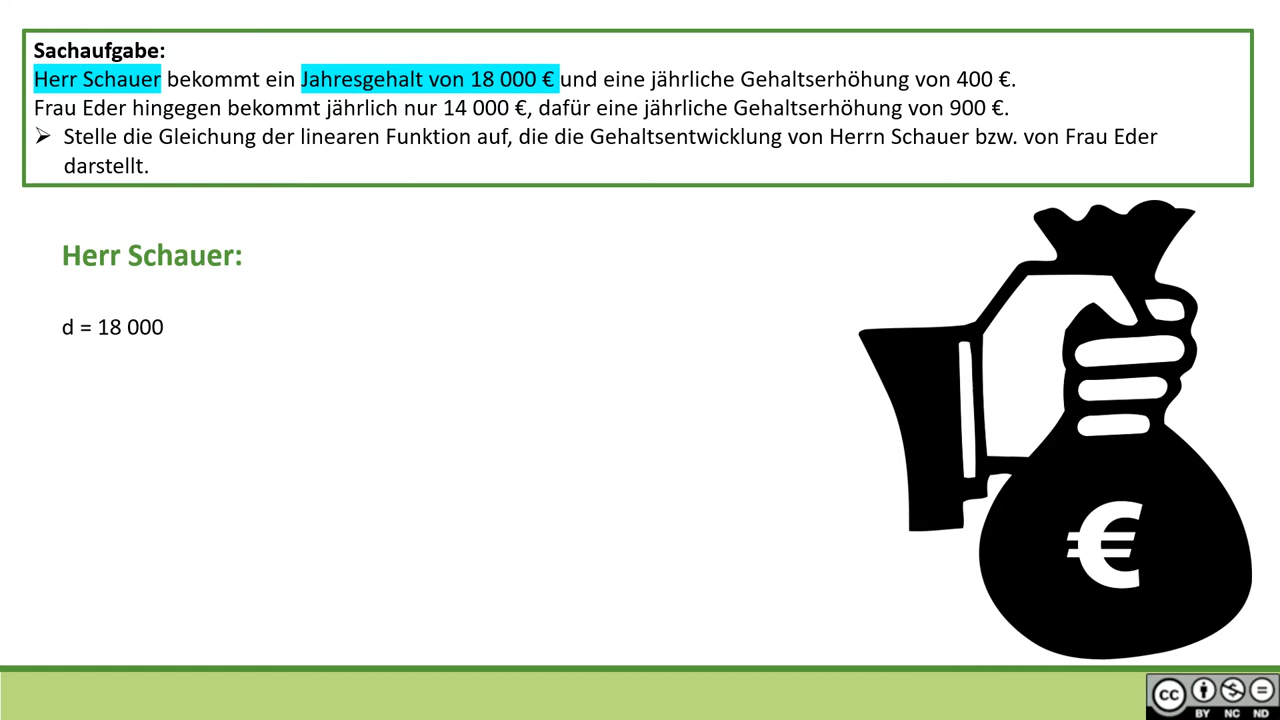 Sachaufgabe:
Herr Schauer bekommt ein Jahresgehalt von 18 000 € und eine jährliche Gehaltserhöhung von 400 €.
Frau Eder hingegen bekommt jährlich nur 14 000 €, dafür eine jährliche Gehaltserhöhung von 900 €.
➢ Stelle die Gleichung der linearen Funktion auf, die die Gehaltsentwicklung von Herrn Schauer bzw. von Frau Eder
darstellt.
Herr Schauer:
d = 18 000
€
cc
BY NC ND